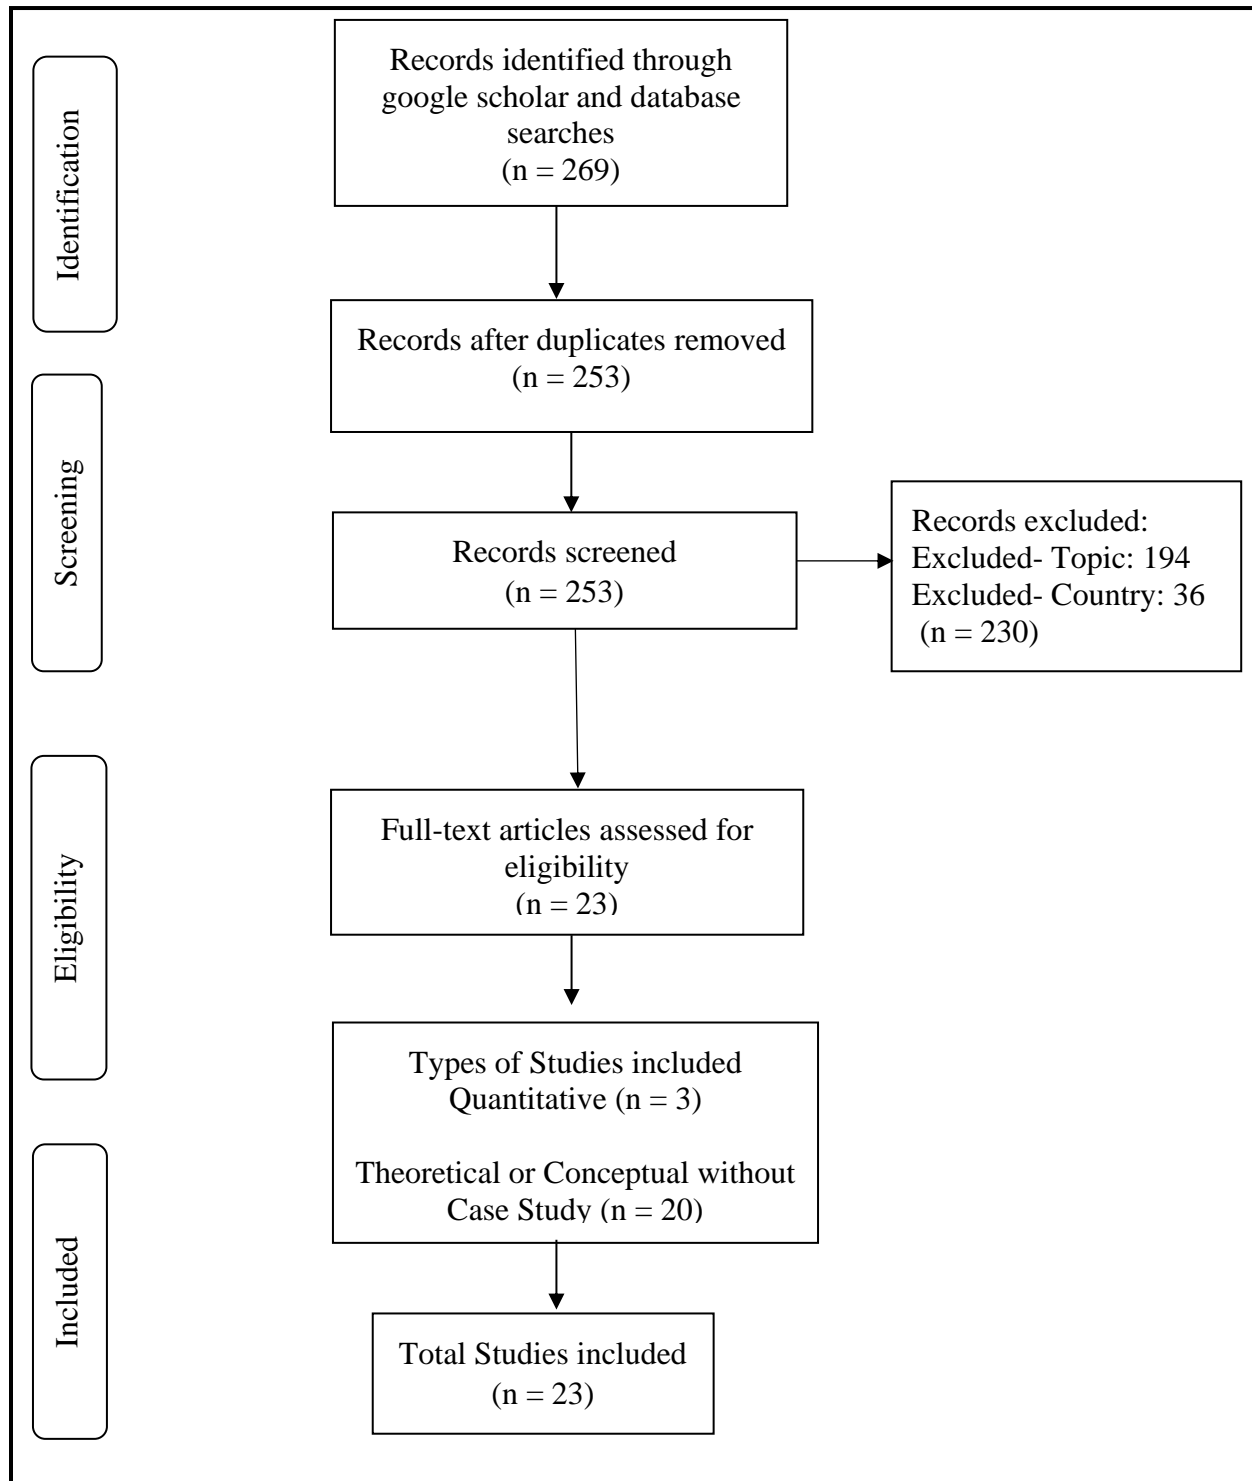 Identification
Records identified through
google scholar and database
searches
(n = 269)
Records after duplicates removed
(n = 253)
Screening
Records screened
(n = 253)
Records excluded:
Excluded- Topic: 194
Excluded- Country: 36
(n = 230)
Eligibility
Full-text articles assessed for
eligibility
(n = 23)
Types of Studies included
Quantitative (n = 3)
Theoretical or Conceptual without
Case Study (n = 20)
Included
Total Studies included
(n = 23)